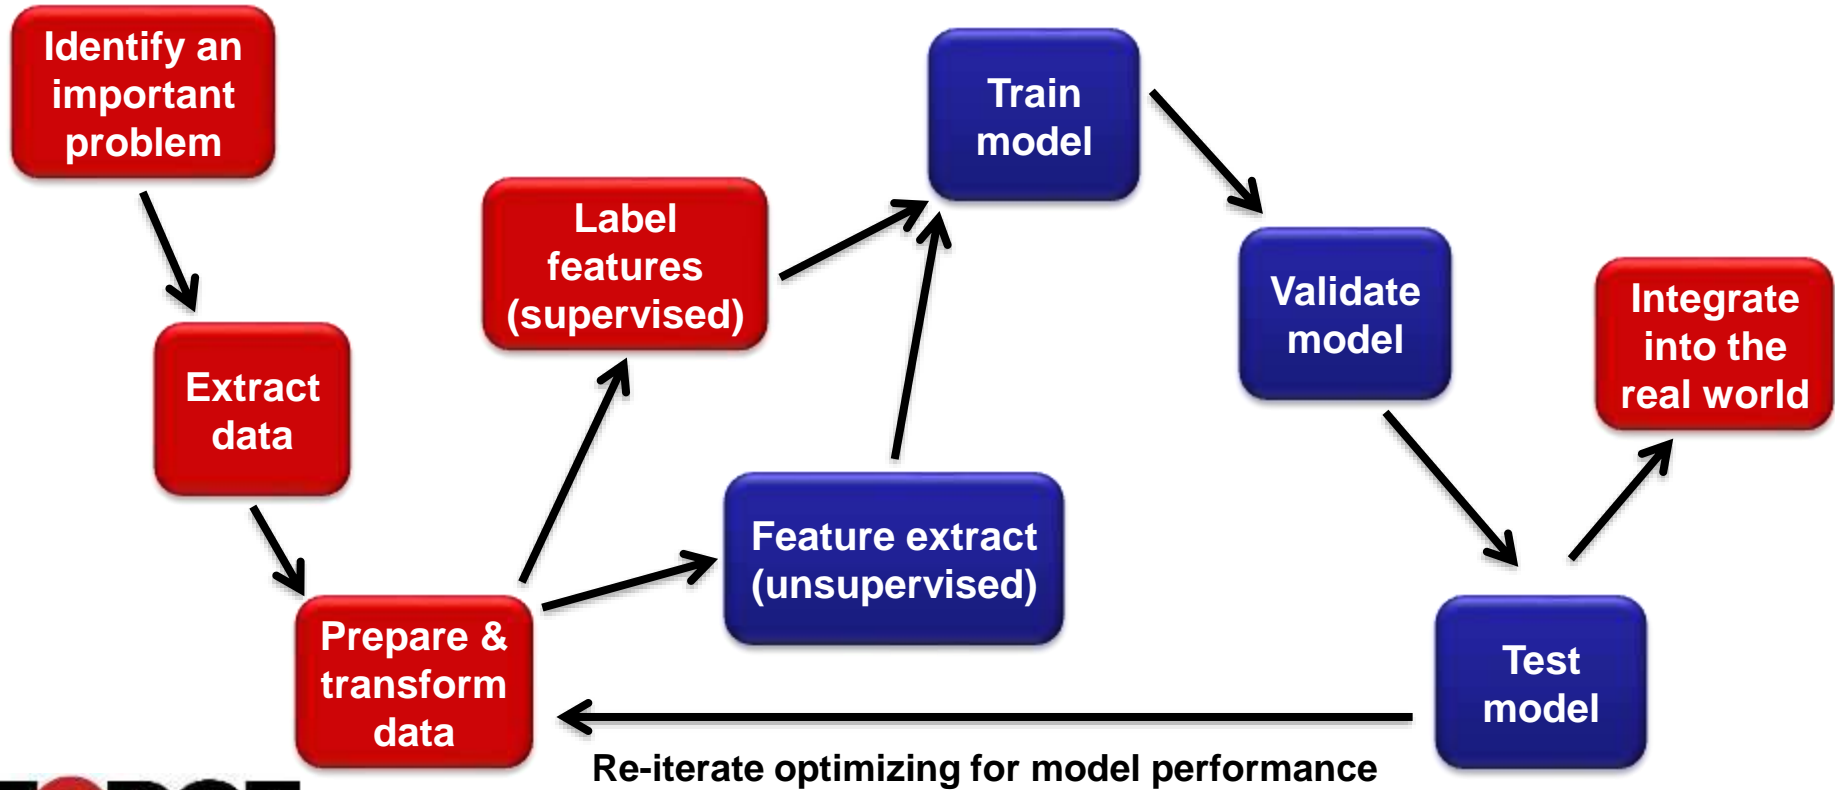 Identify an
important
problem
Extract
data
Prepare &
transform
data
Label
features
(supervised)
Feature extract
(unsupervised)
Train
model
Validate
model
Test
model
Integrate
into the
real world
Re-iterate optimizing for model performance